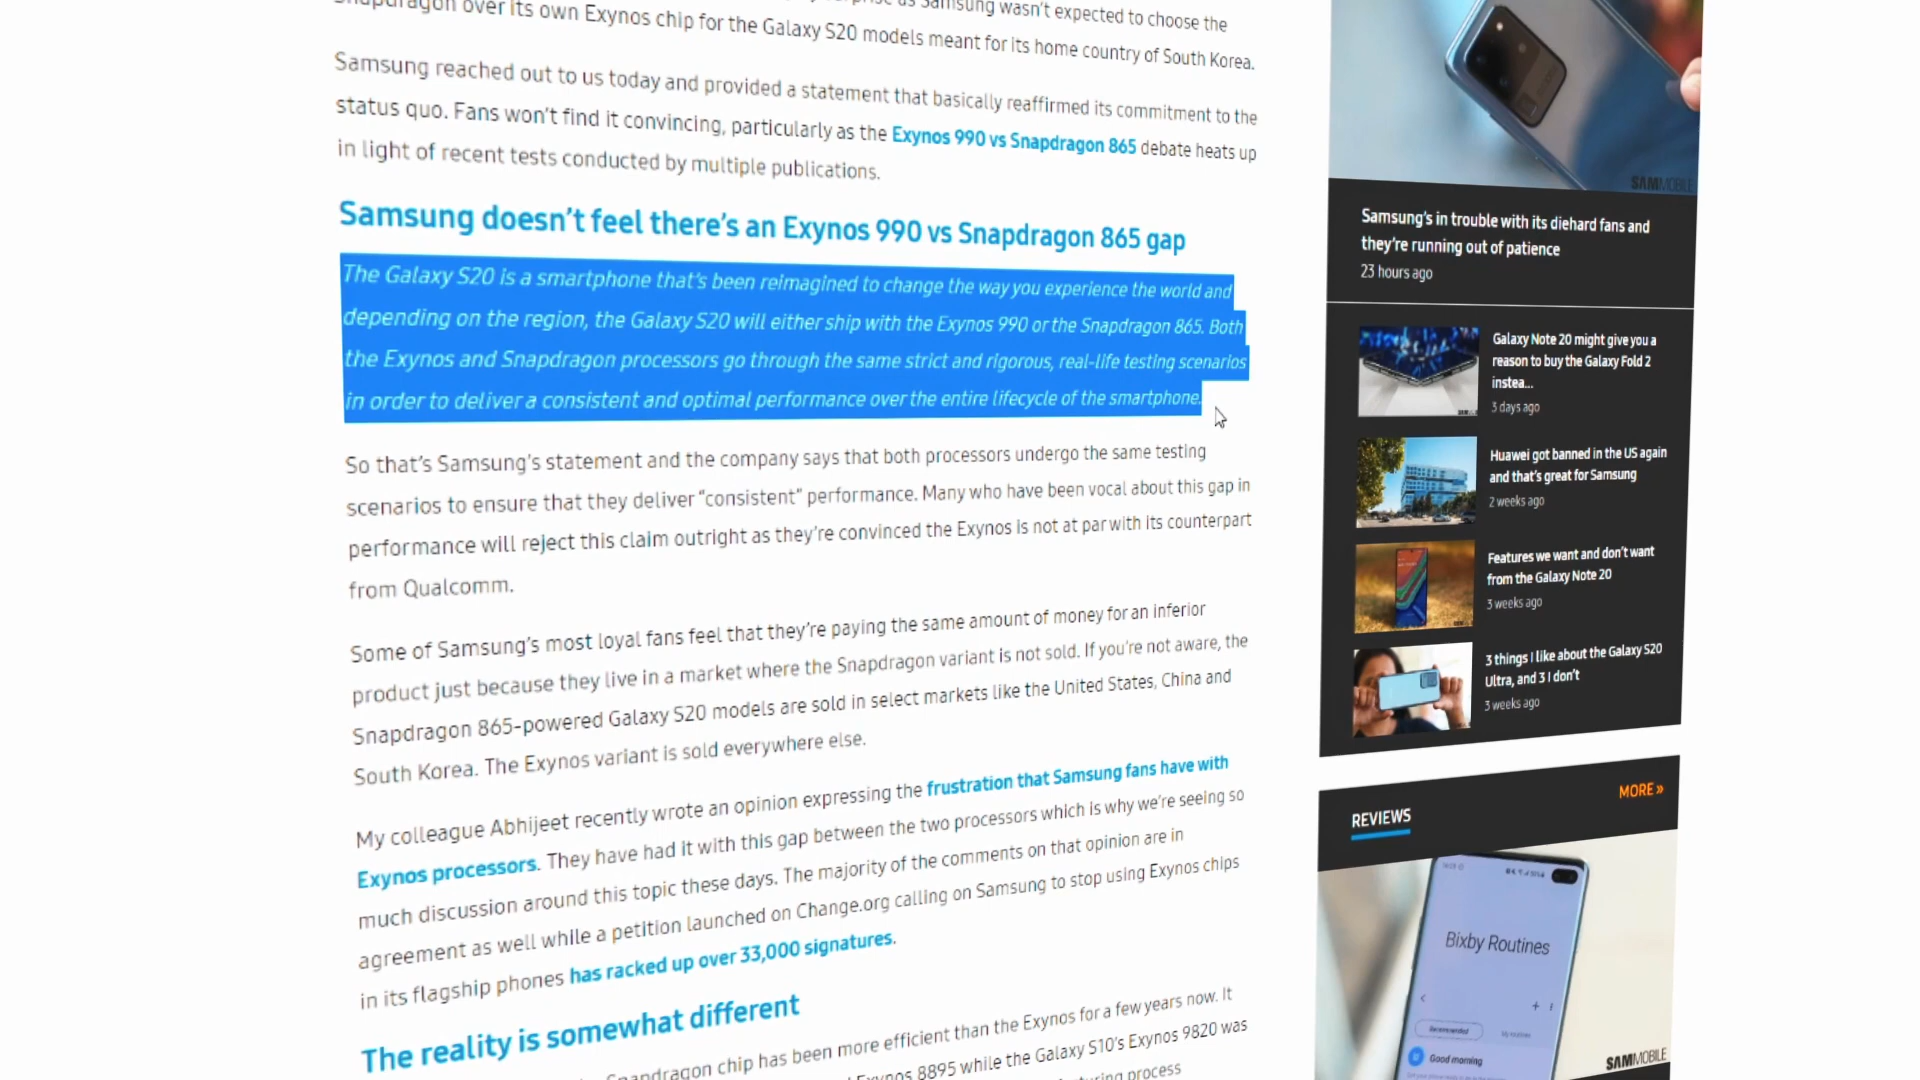 Snapdragon over its own Exynos chip for the Galaxy S20 models meant for its home country of South Korea.
Samsung wasn't expected to choose the
Samsung reached out to us today and provided a statement that basically reaffirmed its commitment to the
status quo. Fans won't find it convincing, particularly as the Exynos 990 vs Snapdragon 865 debate heats up
in light of recent tests conducted by multiple publications.
Samsung doesn't feel there's an Exynos 990 vs Snapdragon 865 gap
The Galaxy S20 is a smartphone that's been reimagined to change the way you experience the world and
depending on the region, the Galaxy S20 will either ship with the Exynos 990 or the Snapdragon 865. Both
the Exynos and Snapdragon processors go through the same strict and rigorous, real-life testing scenarios
in order to deliver a consistent and optimal performance over the entire lifecycle of the smartphone.
So that's Samsung's statement and the company says that both processors undergo the same testing
scenarios to ensure that they deliver "consistent" performance. Many who have been vocal about this gap in
performance will reject this claim outright as they're convinced the Exynos is not at par with its counterpart
from Qualcomm.
Some of Samsung's most loyal fans feel that they're paying the same amount of money for an inferior
product just because they live in a market where the Snapdragon variant is not sold. If you're not aware, the
Snapdragon 865-powered Galaxy S20 models are sold in select markets like the United States, China and
South Korea. The Exynos variant is sold everywhere else.
My colleague Abhijeet recently wrote an opinion expressing the frustration that Samsung fans have with
Exynos processors. They have had it with this gap between the two processors which is why we're seeing so
much discussion around this topic these days. The majority of the comments on that opinion are in
agreement as well while a petition launched on Change.org calling on Samsung to stop using Exynos chips
in its flagship phones has racked up over 33,000 signatures.
The reality is somewhat different
Snapdragon chip has been more efficient than the Exynos for a few years now. It
Exynos 8895 while the Galaxy S10's Exynos 9820 was
process
SAMMOBILE
Samsung's in trouble with its diehard fans and
they're running out of patience
23 hours ago
Galaxy Note 20 might give you a
reason to buy the Galaxy Fold 2
instea...
3 days ago
Huawei got banned in the US again
and that's great for Samsung
2 weeks ago
Features we want and don't want
from the Galaxy Note 20
3 weeks ago
3 things I like about the Galaxy S20
Ultra, and 3 I don't
3 weeks ago
REVIEWS
MORE »
Bixby Routines
Recommended
My routines
Good morning
SAMMOBILE